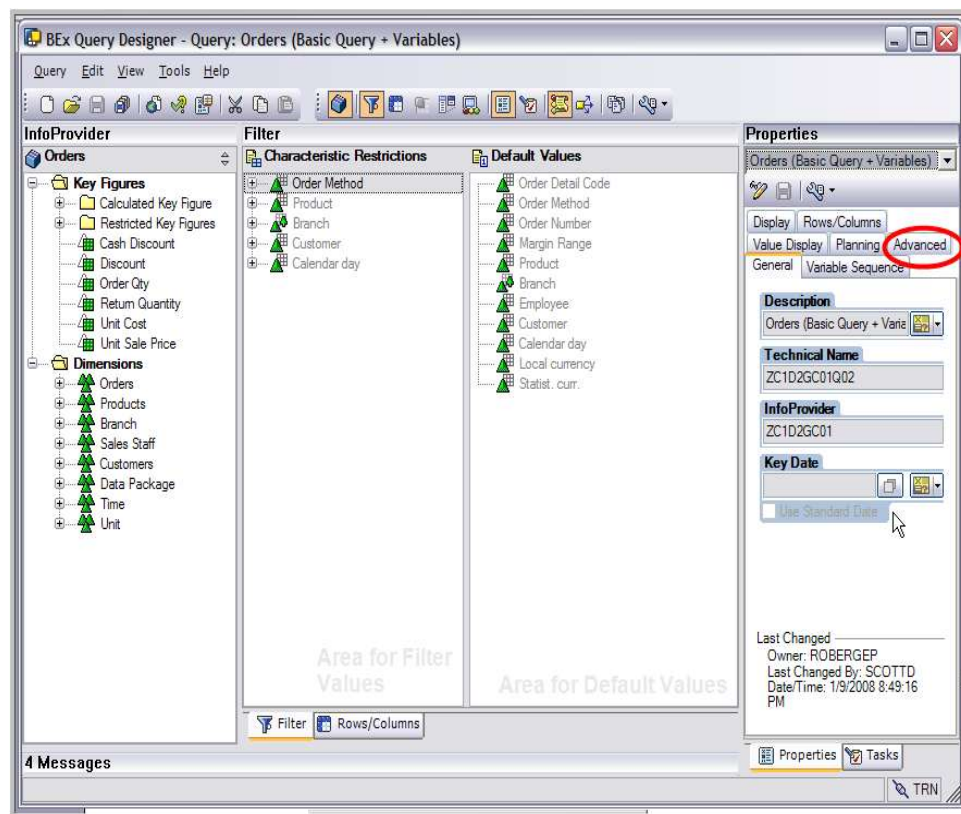 BEx Query Designer - Query: Orders (Basic Query + Variables)
Query Edit View Tools Help
InfoProvider
Orders
Key Figures
Calculated Key Figure
Restricted Key Figures
Cash Discount
Discount
Order Qty
Return Quantity
Unit Cost
Unit Sale Price
Dimensions
Orders
Products
Branch
Sales Staff
Customers
Data Package
Time
Unit
Filter
Characteristic Restrictions
Order Method
Product
Branch
Customer
Calendar day
Area for Filter
Values
Default Values
Order Detail Code
Order Method
Order Number
Margin Range
Product
Branch
Employee
Customer
Calendar day
Local currency
Statist. curr.
Area for Default Values
Filter Rows/Columns
Properties
Orders (Basic Query + Variables)
Display Rows/Columns
Value Display Planning Advanced
General Variable Sequence
Description
Orders (Basic Query + Varia
Technical Name
ZC1D2GC01Q02
InfoProvider
ZC1D2GC01
Key Date
Use Standard Date
Last Changed
Owner: ROBERGEP
Last Changed By: SCOTTD
Date/Time: 1/9/2008 8:49:16
PM
Properties Tasks
4 Messages
TRN